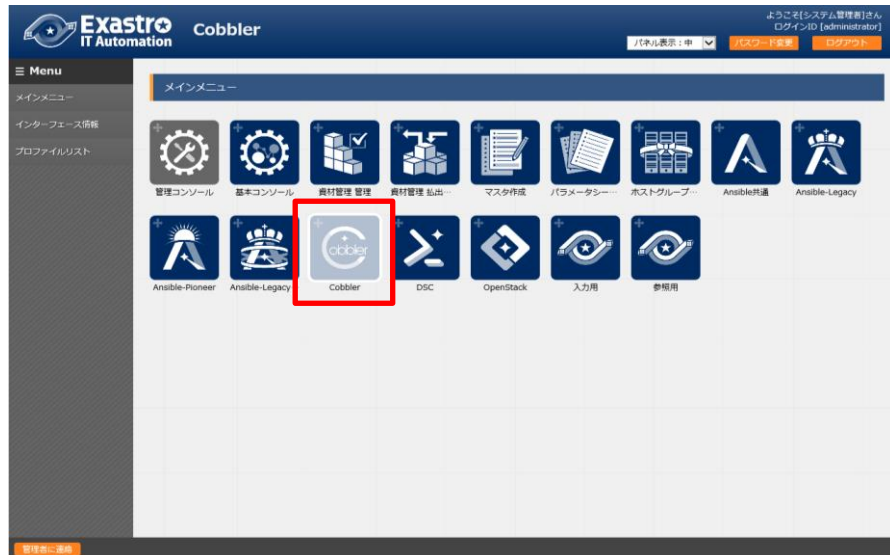 ようこそ[システム管理者]さん
Exastro
IT Automation
Cobbler
ログインID [administrator]
パネル表示：中
パスワード変更
ログアウト
Menu
メインメニュー
メインメニュー
インターフェース情報
プロファイルリスト
管理コンソール
基本コンソール
資材管理 管理
資材管理 払出…
マスタ作成
パラメータシー…
ホストグループ…
Ansible共通
Ansible-Legacy
Cobbler
Ansible-Pioneer
Ansible-Legacy
Cobbler
DSC
OpenStack
入力用
参照用
管理者に連絡